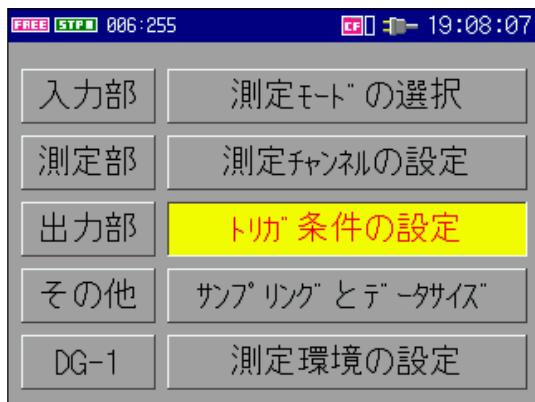 FREE STP 006:255 CF 19:08:07
入力部 測定ﾓｰﾄﾞの選択
測定部 測定ﾁｬﾝﾈﾙの設定
出力部 ﾄﾘｶﾞ条件の設定
その他 ｻﾝﾌﾟﾘﾝｸﾞとﾃﾞｰﾀｻｲｽﾞ
DG-1 測定環境の設定